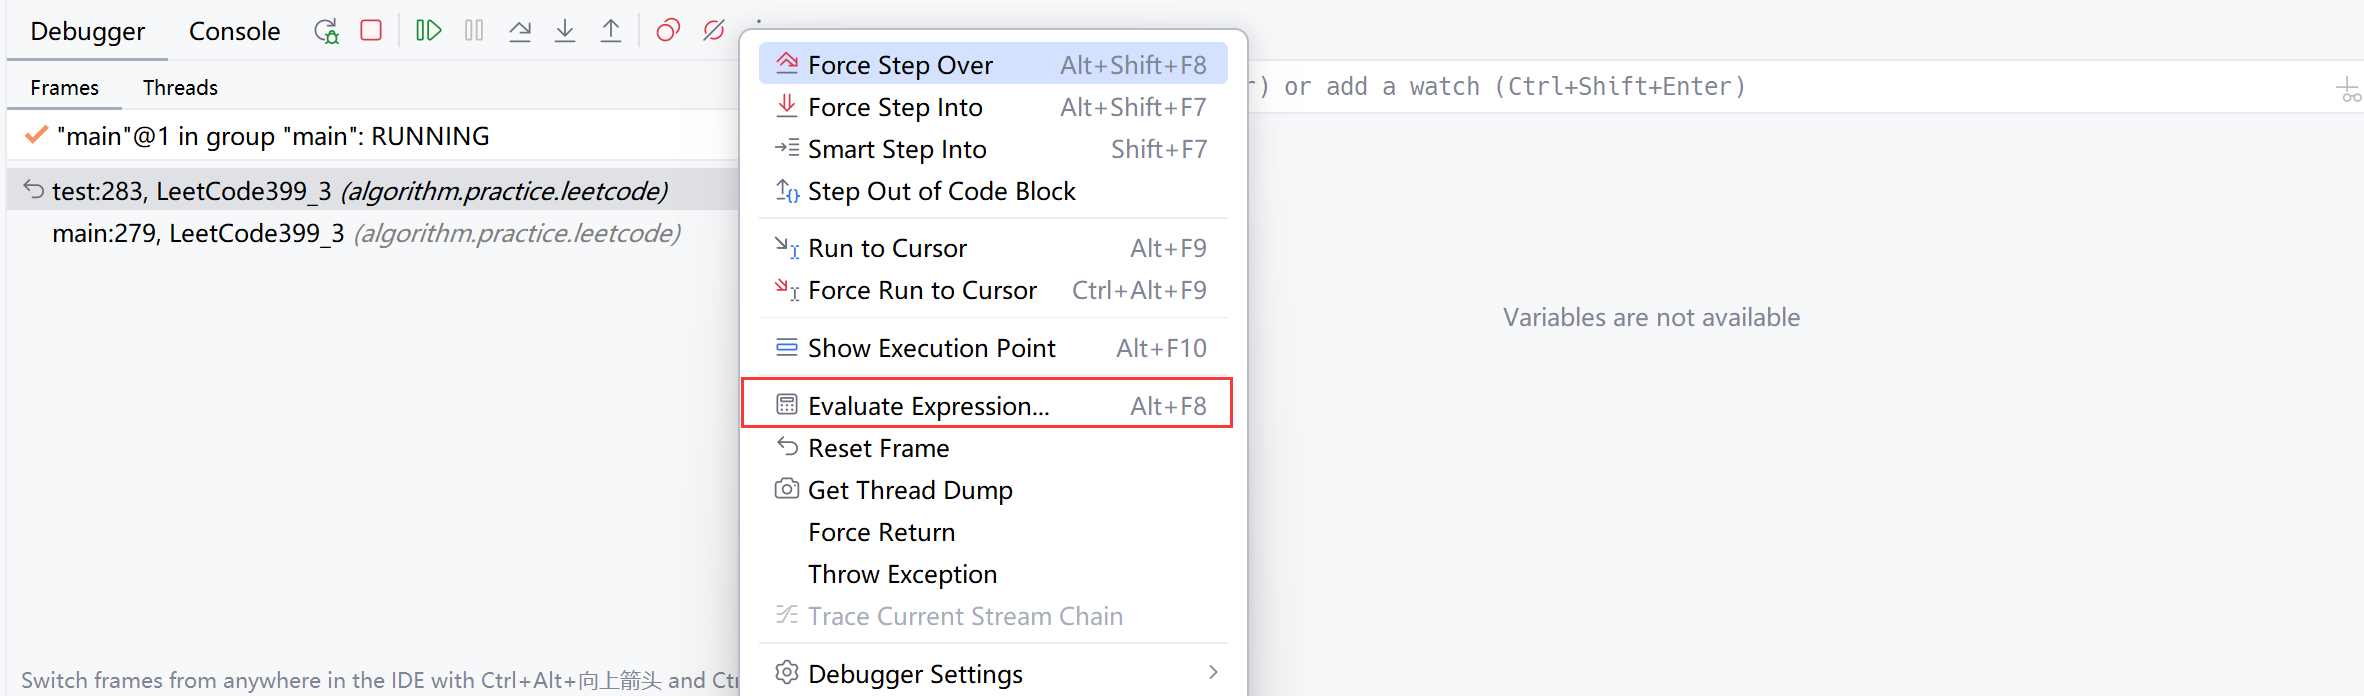 Debugger Console
Frames Threads
r) or add a watch (Ctrl+Shift+Enter)
"main"@1 in group "main": RUNNING
test:283, LeetCode399_3 (algorithm.practice.leetcode)
main:279, LeetCode399_3 (algorithm.practice.leetcode)
Force Step Over Alt+Shift+F8
Force Step Into Alt+Shift+F7
Smart Step Into Shift+F7
Step Out of Code Block
Run to Cursor Alt+F9
Force Run to Cursor Ctrl+Alt+F9
Show Execution Point Alt+F10
Evaluate Expression... Alt+F8
Reset Frame
Get Thread Dump
Force Return
Throw Exception
Trace Current Stream Chain
Debugger Settings
Variables are not available
Switch frames from anywhere in the IDE with Ctrl+Alt+向上箭头 and Ctr